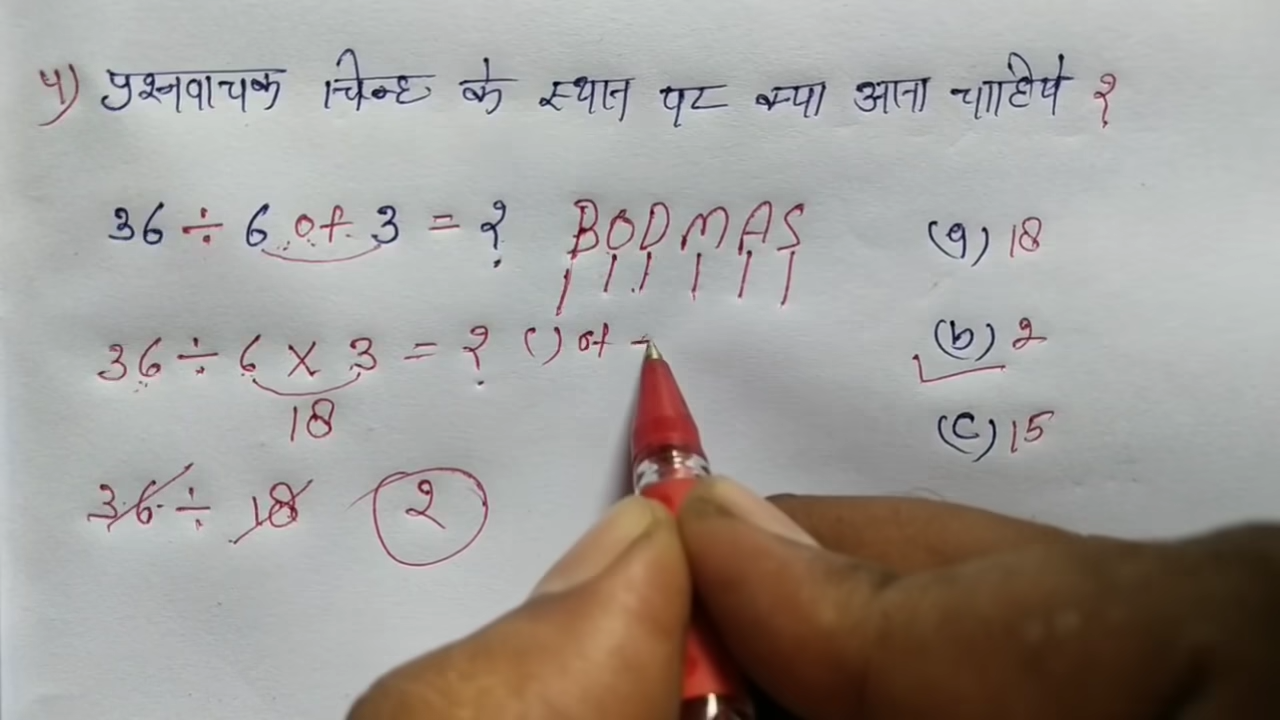 ५) प्रश्नवाचक चिन्ह के स्थान पर क्या आना चाहिये ?
36 ÷ 6 of 3 = ? BODMAS
(a) 18
36 ÷ 6 × 3 = ? ( ) of
18
(b) 2
(c) 15
36 ÷ 18 2